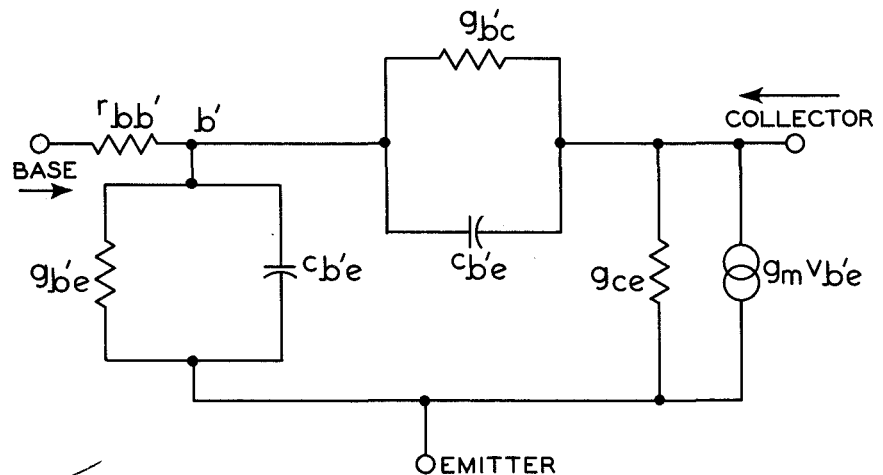 gb'c
rbb'
b'
COLLECTOR
BASE
cb'e
gb'e
cb'e
gce
gmvb'e
EMITTER